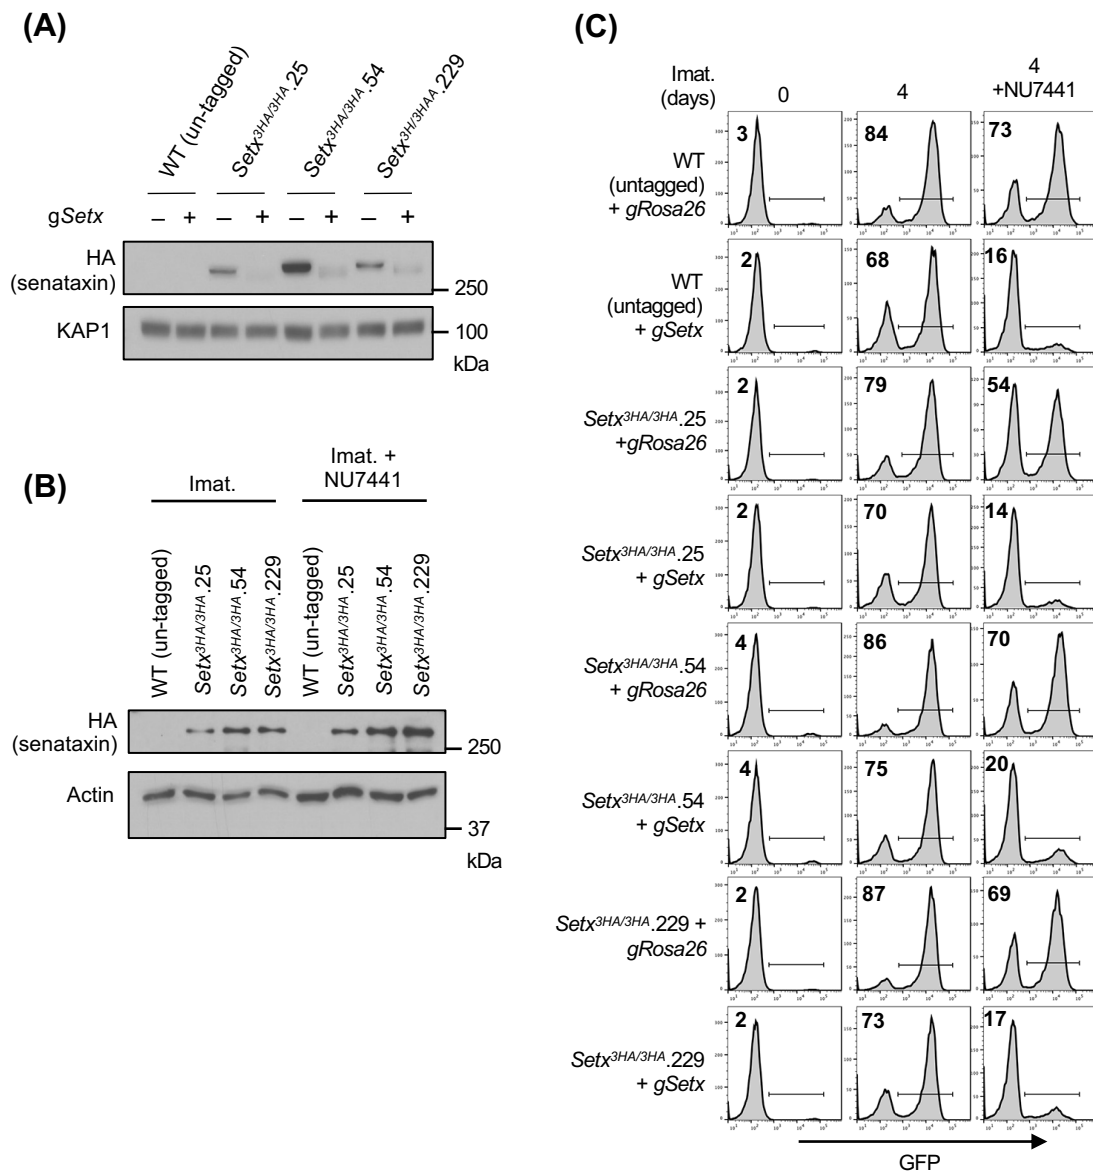 (A)
WT (un-tagged)
Setx3HA/3HA.25
Setx3HA/3HA.54
Setx3H/3HAA.229
gSetx – + – + – + – +
HA
(senataxin)
250
KAP1
100
kDa
(B)
Imat.
Imat. +
NU7441
WT (un-tagged)
Setx3HA/3HA.25
Setx3HA/3HA.54
Setx3HA/3HA.229
WT (un-tagged)
Setx3HA/3HA.25
Setx3HA/3HA.54
Setx3HA/3HA.229
HA
(senataxin)
250
Actin
37
kDa
(C)
Imat.
(days)
0
4
4
+NU7441
WT
(untagged)
+ gRosa26
3
84
73
WT
(untagged)
+ gSetx
2
68
16
Setx3HA/3HA.25
+gRosa26
2
79
54
Setx3HA/3HA.25
+ gSetx
2
70
14
Setx3HA/3HA.54
+ gRosa26
4
86
70
Setx3HA/3HA.54
+ gSetx
4
75
20
Setx3HA/3HA.229 +
gRosa26
2
87
69
Setx3HA/3HA.229
+ gSetx
2
73
17
GFP